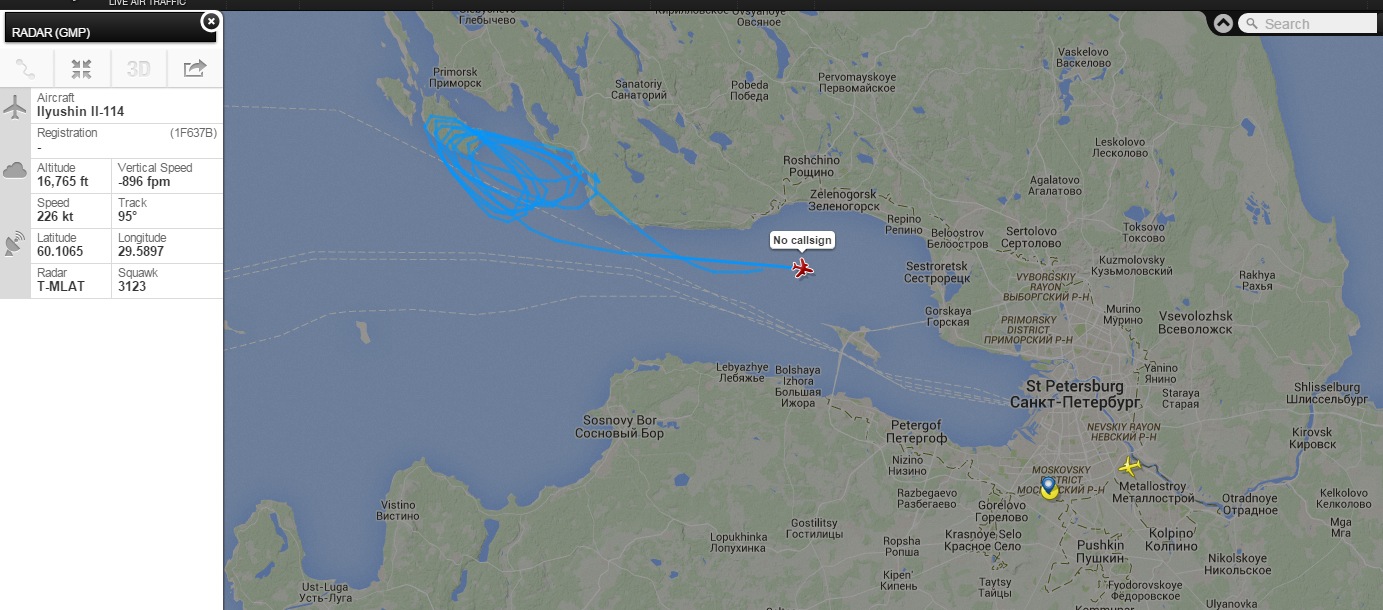 LIVE AIR TRAFFIC
RADAR (GMP)
3D
Aircraft
Ilyushin Il-114
Registration (1F637B)
-
Altitude
16,765 ft
Vertical Speed
-896 fpm
Speed
226 kt
Track
95°
Latitude
60.1065
Longitude
29.5897
Radar
T-MLAT
Squawk
3123
Search
Глебычево
Овсяное
Vaskelovo
Васкелово
Primorsk
Приморск
Sanatoriy
Санаторий
Pobeda
Победа
Pervomayskoye
Первомайское
Leskolovo
Лесколово
Roshchino
Рощино
Agalatovo
Агалатово
Zelenogorsk
Зеленогорск
Repino
Репино
Beloostrov
Белоостров
Sertolovo
Сертолово
Toksovo
Токсово
No callsign
Sestroretsk
Сестрорецк
Kuzmolovsky
Кузьмоловский
VYBORGSKIY
RAYON
ВЫБОРГСКИЙ Р-Н
Rakhya
Рахья
Gorskaya
Горская
Murino
Мурино
Vsevolozhsk
Всеволожск
PRIMORSKY
DISTRICT
ПРИМОРСКИЙ Р-Н
Lebyazhye
Лебяжье
Bolshaya
Izhora
Большая
Ижора
Yanino
Янино
St Petersburg
Санкт-Петербург
Staraya
Старая
Shlisselburg
Шлиссельбург
Sosnovy Bor
Сосновый Бор
Petergof
Петергоф
NEVSKIY RAYON
НЕВСКИЙ Р-Н
Kirovsk
Кировск
Nizino
Низино
MOSKOVSKY
DISTRICT
МОСКОВСКИЙ Р-Н
Metallostroy
Металлострой
Razbegaevo
Разбегаево
Otradnoye
Отрадное
Kelkolovo
Келколово
Vistino
Вистино
Gorelovo
Горелово
Mga
Мга
Gostilitsy
Гостилицы
Lopukhinka
Лопухинка
Ropsha
Ропша
Krasnoye Selo
Красное Село
Kolpino
Колпино
Pushkin
Пушкин
Nikolskoye
Никольское
Kipen'
Кипень
Taytsy
Тайцы
Fyodorovskoye
Фёдоровское
Ust-Luga
Усть-Луга
Ulyanovka